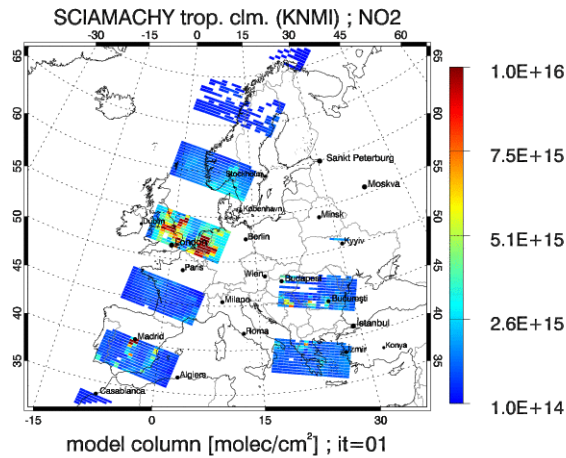 SCIAMACHY trop. clm. (KNMI) ; NO2
-30 -15 0 15 30 45 60
65 65
60 60
55 55
50 50
45 45
40 40
35 35
-15 0 15 30
Sankt Peterburg
Stockholm
Moskva
København
Minsk
London
Berlin
Kyyiv
Paris
Wien
Budapest
Milano
Bucuresti
Roma
Istanbul
Madrid
Izmir
Konya
Algiers
Casablanca
1.0E+16
7.5E+15
5.1E+15
2.6E+15
1.0E+14
model column [molec/cm²] ; it=01